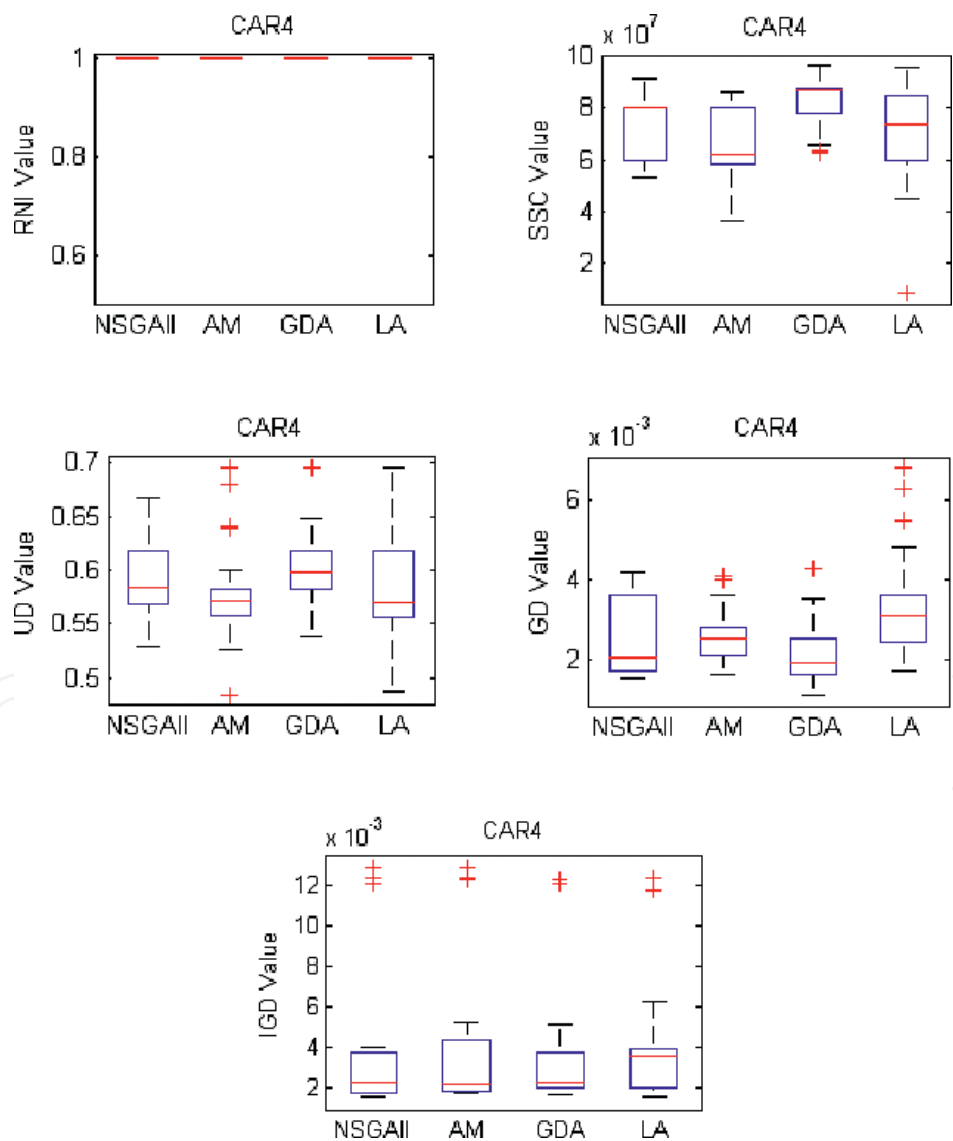 CAR4
RNI Value
1
0.8
0.6
NSGAII AM GDA LA
x 10^7
CAR4
SSC Value
10
8
6
4
2
NSGAII AM GDA LA
CAR4
UD Value
0.7
0.65
0.6
0.55
0.5
NSGAII AM GDA LA
x 10^-3
CAR4
GD Value
6
4
2
NSGAII AM GDA LA
x 10^-3
CAR4
IGD Value
12
10
8
6
4
2
NSGAII AM GDA LA